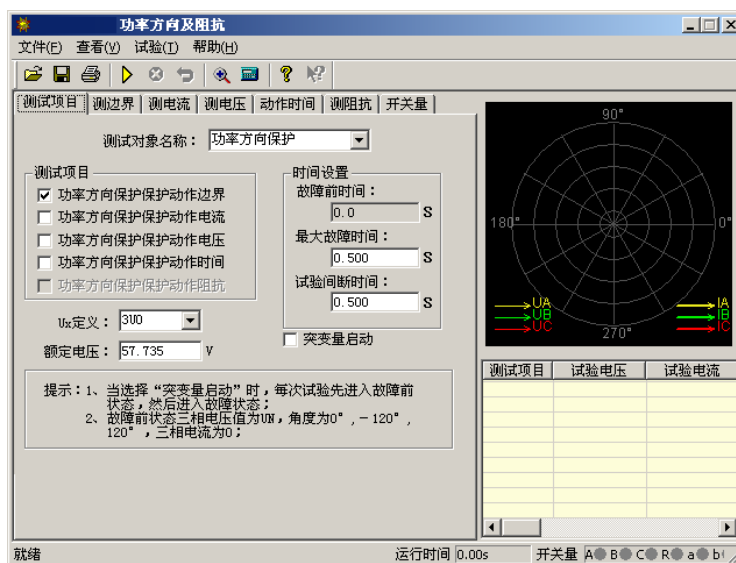 功率方向及阻抗
文件(F) 查看(V) 试验(T) 帮助(H)
测试项目 测边界 测电流 测电压 动作时间 测阻抗 开关量
测试对象名称： 功率方向保护
测试项目
功率方向保护保护动作边界
功率方向保护保护动作电流
功率方向保护保护动作电压
功率方向保护保护动作时间
功率方向保护保护动作阻抗
时间设置
故障前时间：
0.0 S
最大故障时间：
0.500 S
试验间断时间：
0.500 S
Ux定义： 3U0
额定电压： 57.735 V
突变量启动
提示：1、当选择“突变量启动”时，每次试验先进入故障前
状态，然后进入故障状态；
2、故障前状态三相电压值为UN，角度为0°,－120°,
120°，三相电流为0；
90°
180°
0°
270°
UA
UB
UC
IA
IB
IC
测试项目 试验电压 试验电流
就绪
运行时间 0.00s 开关量 A B C R a b